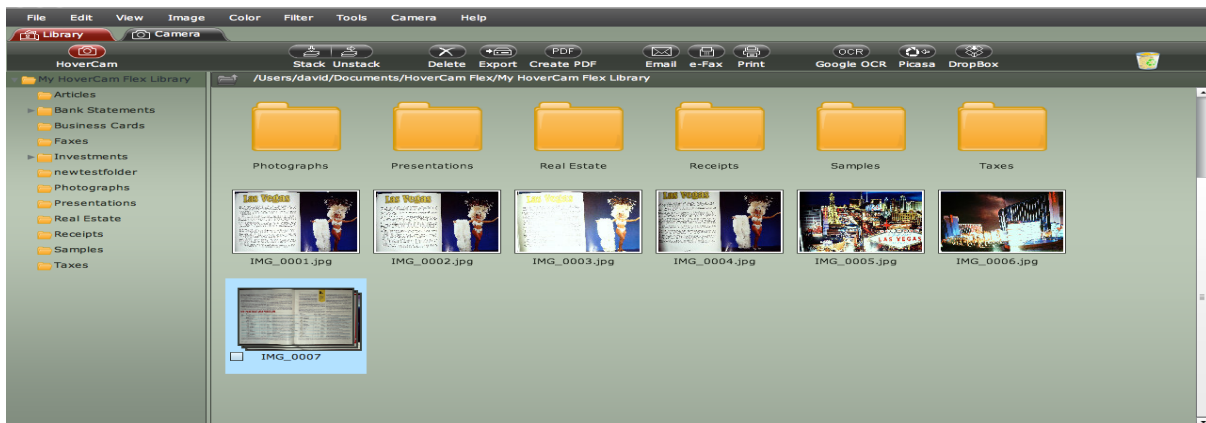 File Edit View Image Color Filter Tools Camera Help
Library Camera
HoverCam Stack Unstack Delete Export PDF Create PDF Email e-Fax Print OCR Google OCR Picasa DropBox
My HoverCam Flex Library
/Users/david/Documents/HoverCam Flex/My HoverCam Flex Library
Articles
Bank Statements
Business Cards
Faxes
Investments
newtestfolder
Photographs
Presentations
Real Estate
Receipts
Samples
Taxes
Photographs Presentations Real Estate Receipts Samples Taxes
Las Vegas Las Vegas Las Vegas Las Vegas LAS VEGAS
IMG_0001.jpg IMG_0002.jpg IMG_0003.jpg IMG_0004.jpg IMG_0005.jpg IMG_0006.jpg
IMG_0007